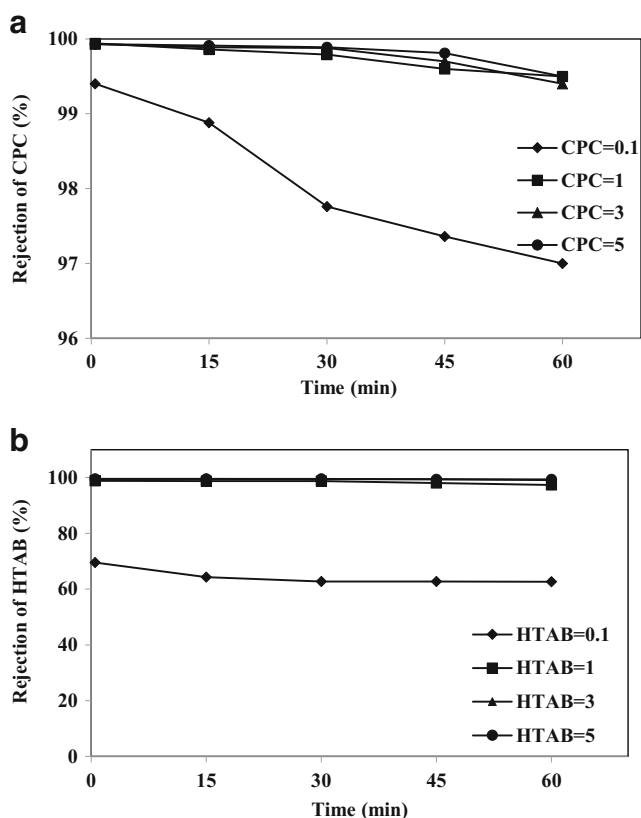 a
100
99
98
97
96
Rejection of CPC (%)
CPC=0.1
CPC=1
CPC=3
CPC=5
0 15 30 45 60
Time (min)
b
100
80
60
40
20
0
Rejection of HTAB (%)
HTAB=0.1
HTAB=1
HTAB=3
HTAB=5
0 15 30 45 60
Time (min)